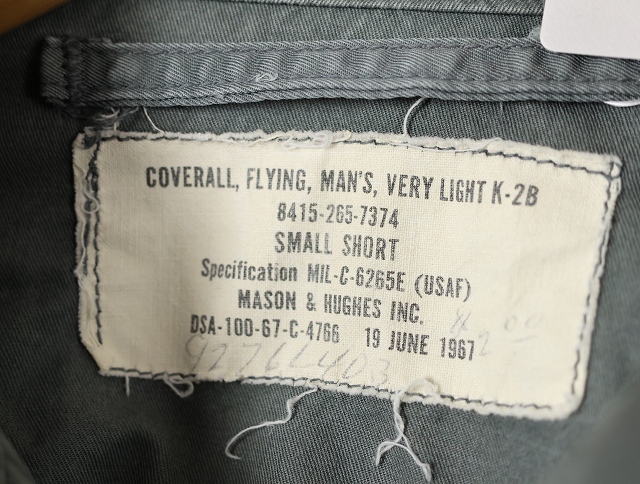 COVERALL, FLYING, MAN'S, VERY LIGHT K-2B
8415-265-7374
SMALL SHORT
Specification MIL-C-6265E (USAF)
MASON & HUGHES INC.
DSA-100-67-C-4766 19 JUNE 1967